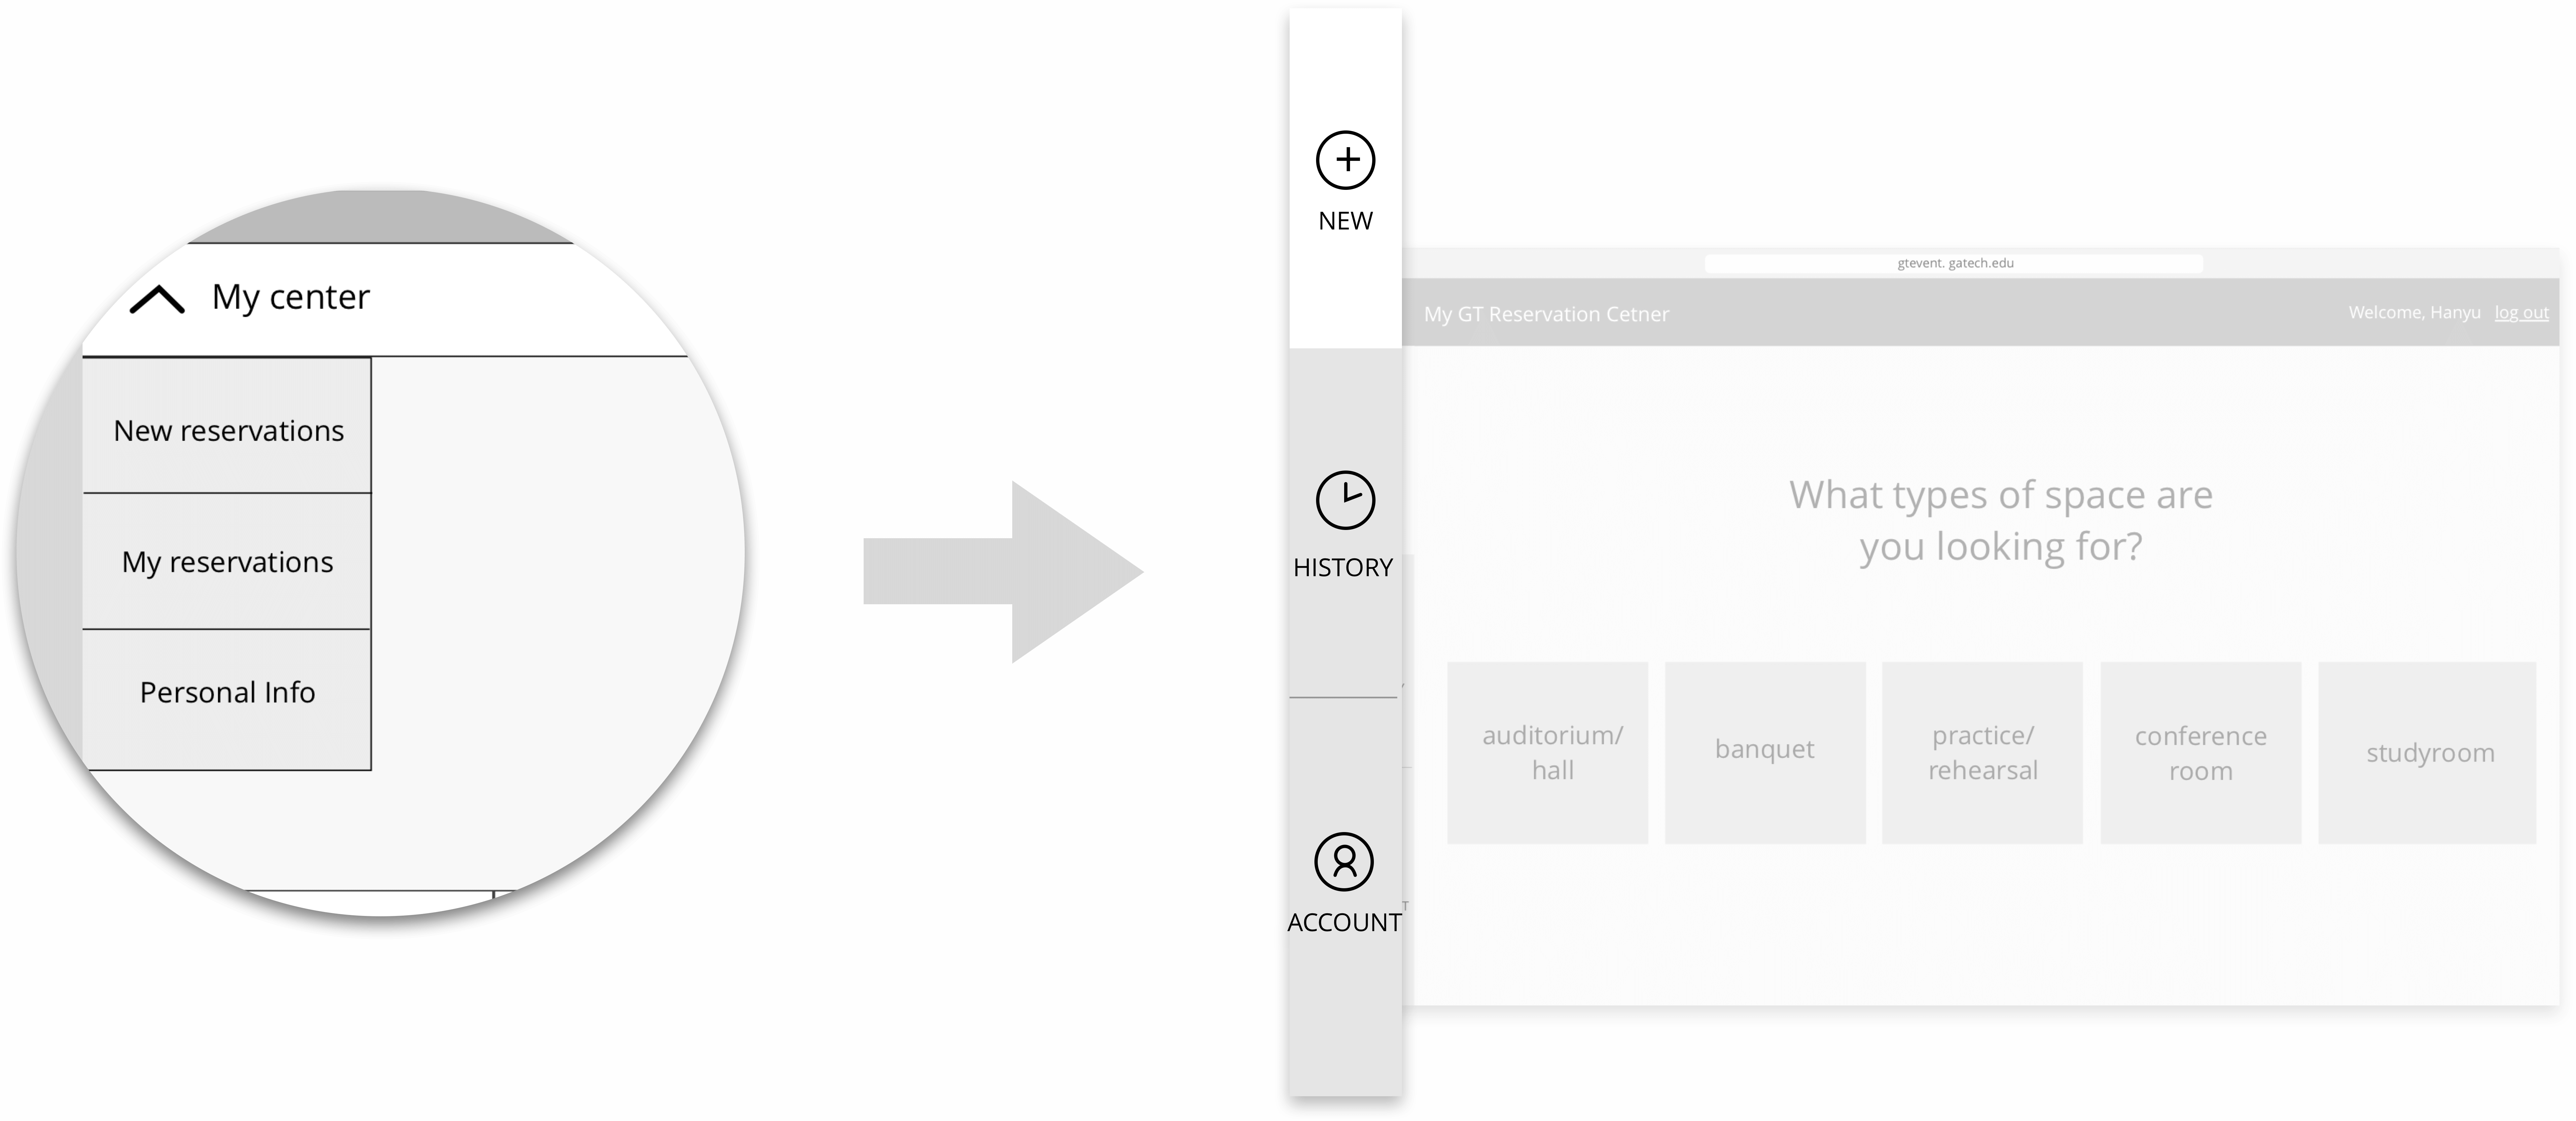 My center
New reservations
My reservations
Personal Info
NEW
HISTORY
ACCOUNT
gtevent. gatech.edu
My GT Reservation Cetner
Welcome, Hanyu log out
What types of space are
you looking for?
auditorium/
hall
banquet
practice/
rehearsal
conference
room
studyroom